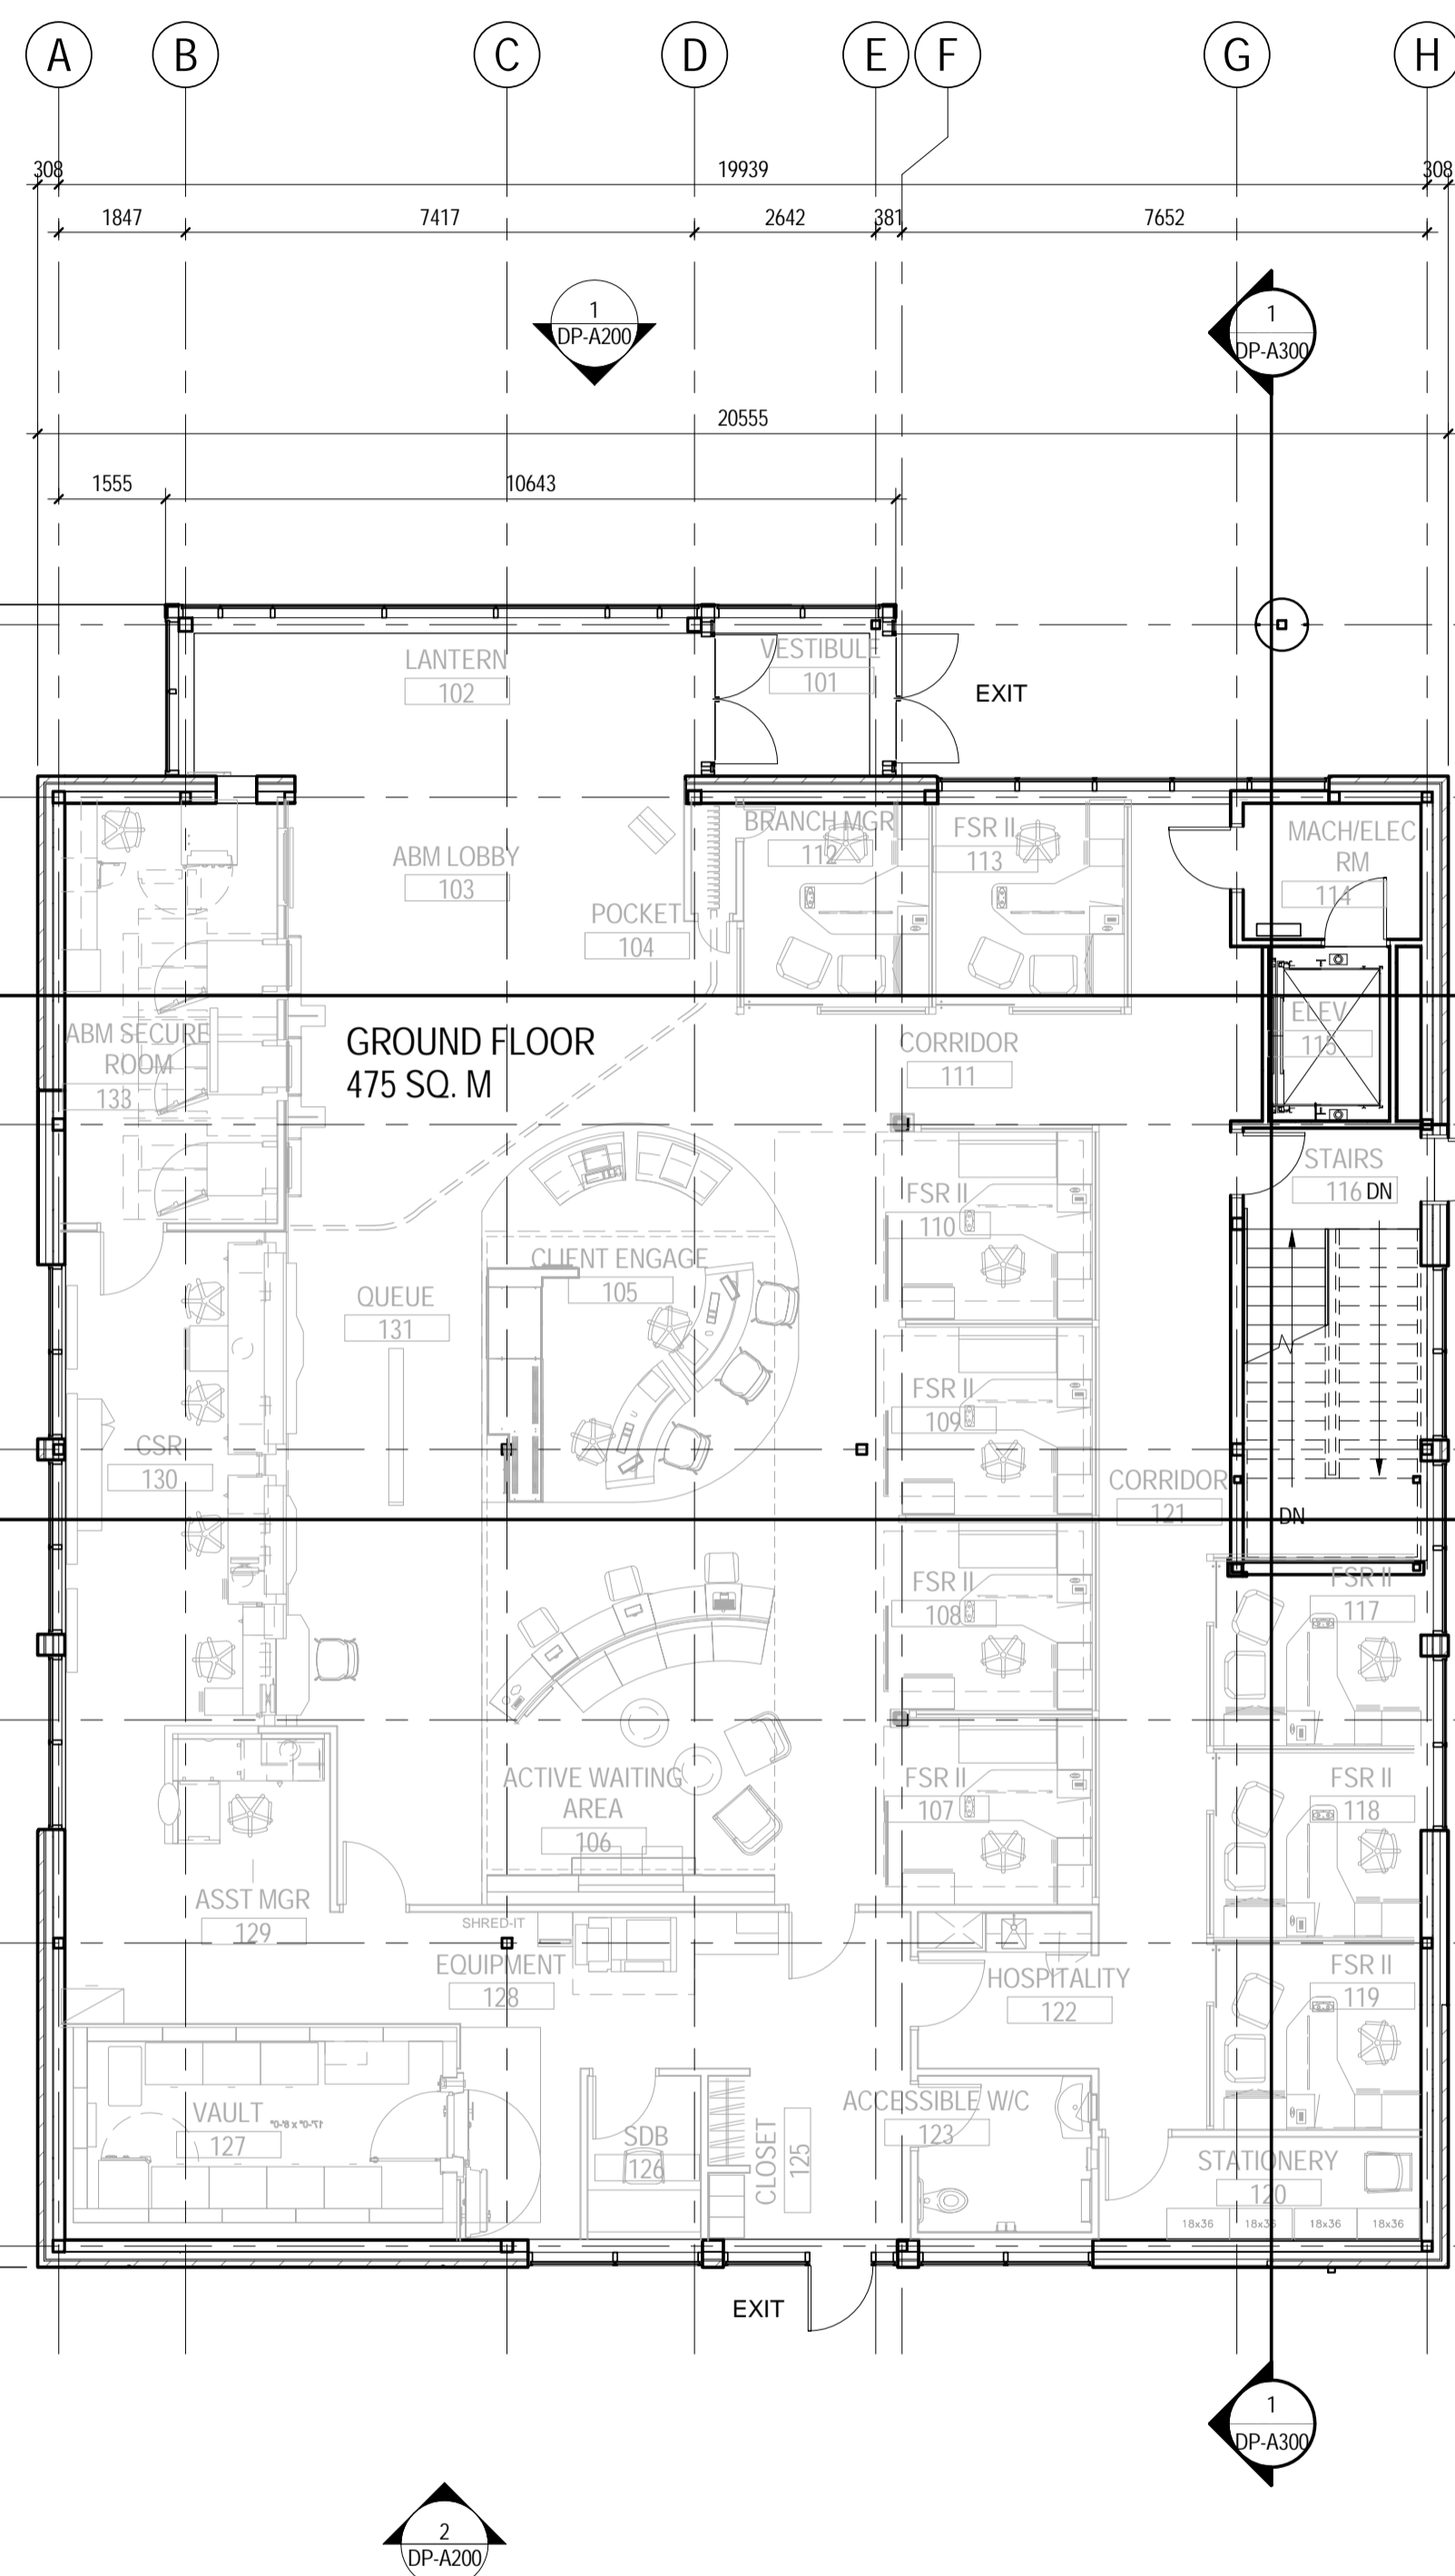 A B C D E F G H
308 19939 308
1847 7417 2642 381 7652
1
DP-A200
1
DP-A300
20555
1555 10643
LANTERN
102
VESTIBULE
101
EXIT
BRANCH MGR
112
FSR II
113
MACH/ELEC
RM
114
ABM LOBBY
103
POCKET
104
ABM SECURE
ROOM
133
GROUND FLOOR
475 SQ. M
CORRIDOR
111
ELEV
115
STAIRS
116 DN
FSR II
110
CLIENT ENGAGE
105
QUEUE
131
FSR II
109
CSR
130
CORRIDOR
121
DN
FSR II
108
FSR II
117
ACTIVE WAITING
AREA
106
FSR II
107
FSR II
118
ASST MGR
129
SHRED-IT
EQUIPMENT
128
HOSPITALITY
122
FSR II
119
VAULT
127
17'-0" x 8'-0"
SDB
126
CLOSET
125
ACCESSIBLE W/C
123
STATIONERY
120
18x36 18x36 18x36 18x36
EXIT
1
DP-A300
2
DP-A200